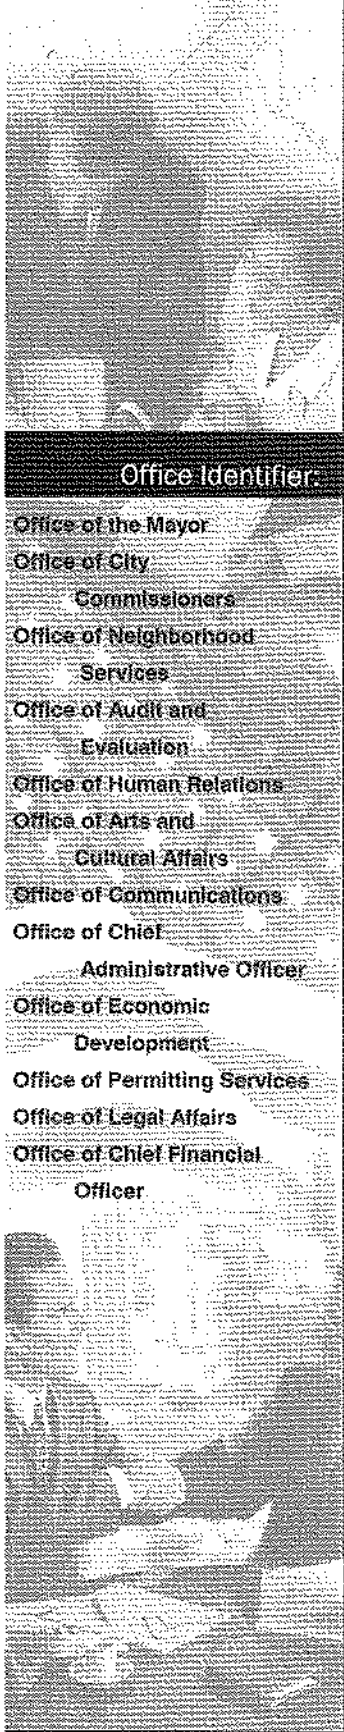 Office Identifier:
Office of the Mayor
Office of City
Commissioners
Office of Neighborhood
Services
Office of Audit and
Evaluation
Office of Human Relations
Office of Arts and
Cultural Affairs
Office of Communications
Office of Chief
Administrative Officer
Office of Economic
Development
Office of Permitting Services
Office of Legal Affairs
Office of Chief Financial
Officer